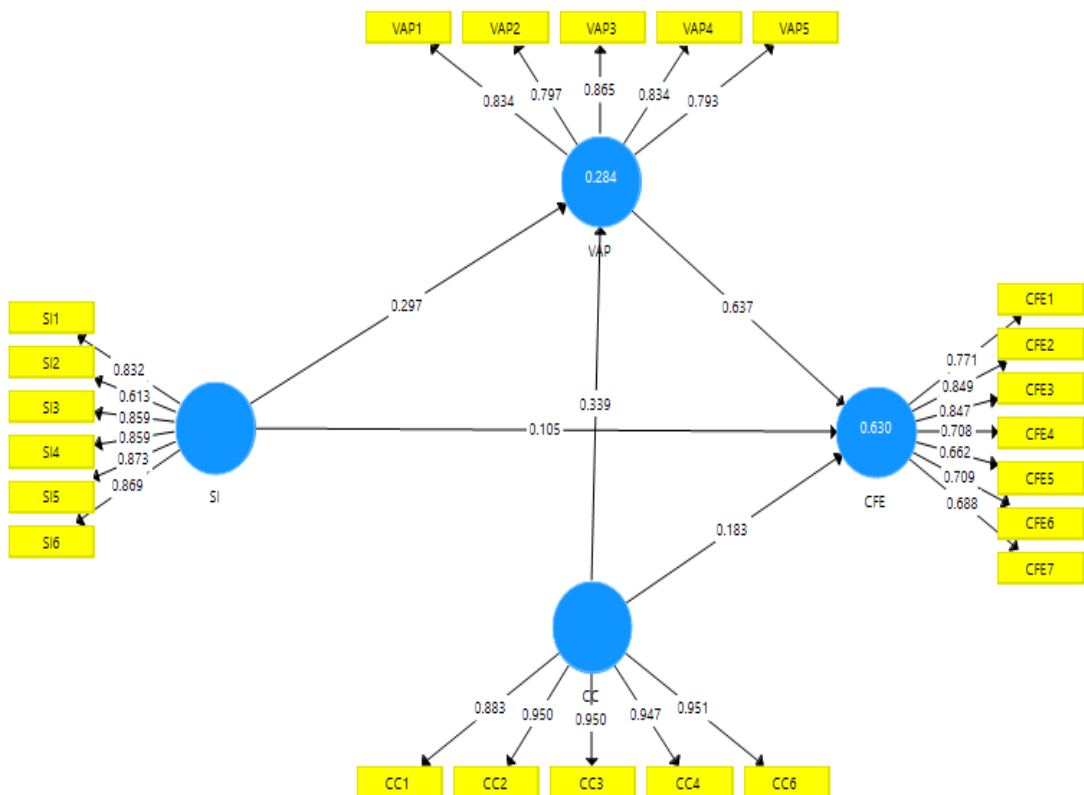 VAP1 VAP2 VAP3 VAP4 VAP5
0.834 0.797 0.865 0.834 0.793
0.284
VAP
0.297
0.637
0.339
0.105
0.183
SI1
SI2
SI3
SI4
SI5
SI6
0.832
0.613
0.859
0.859
0.873
0.869
SI
0.630
CFE
0.771
0.849
0.847
0.708
0.662
0.709
0.688
CFE1
CFE2
CFE3
CFE4
CFE5
CFE6
CFE7
CC
0.883 0.950 0.950 0.947 0.951
CC1 CC2 CC3 CC4 CC6